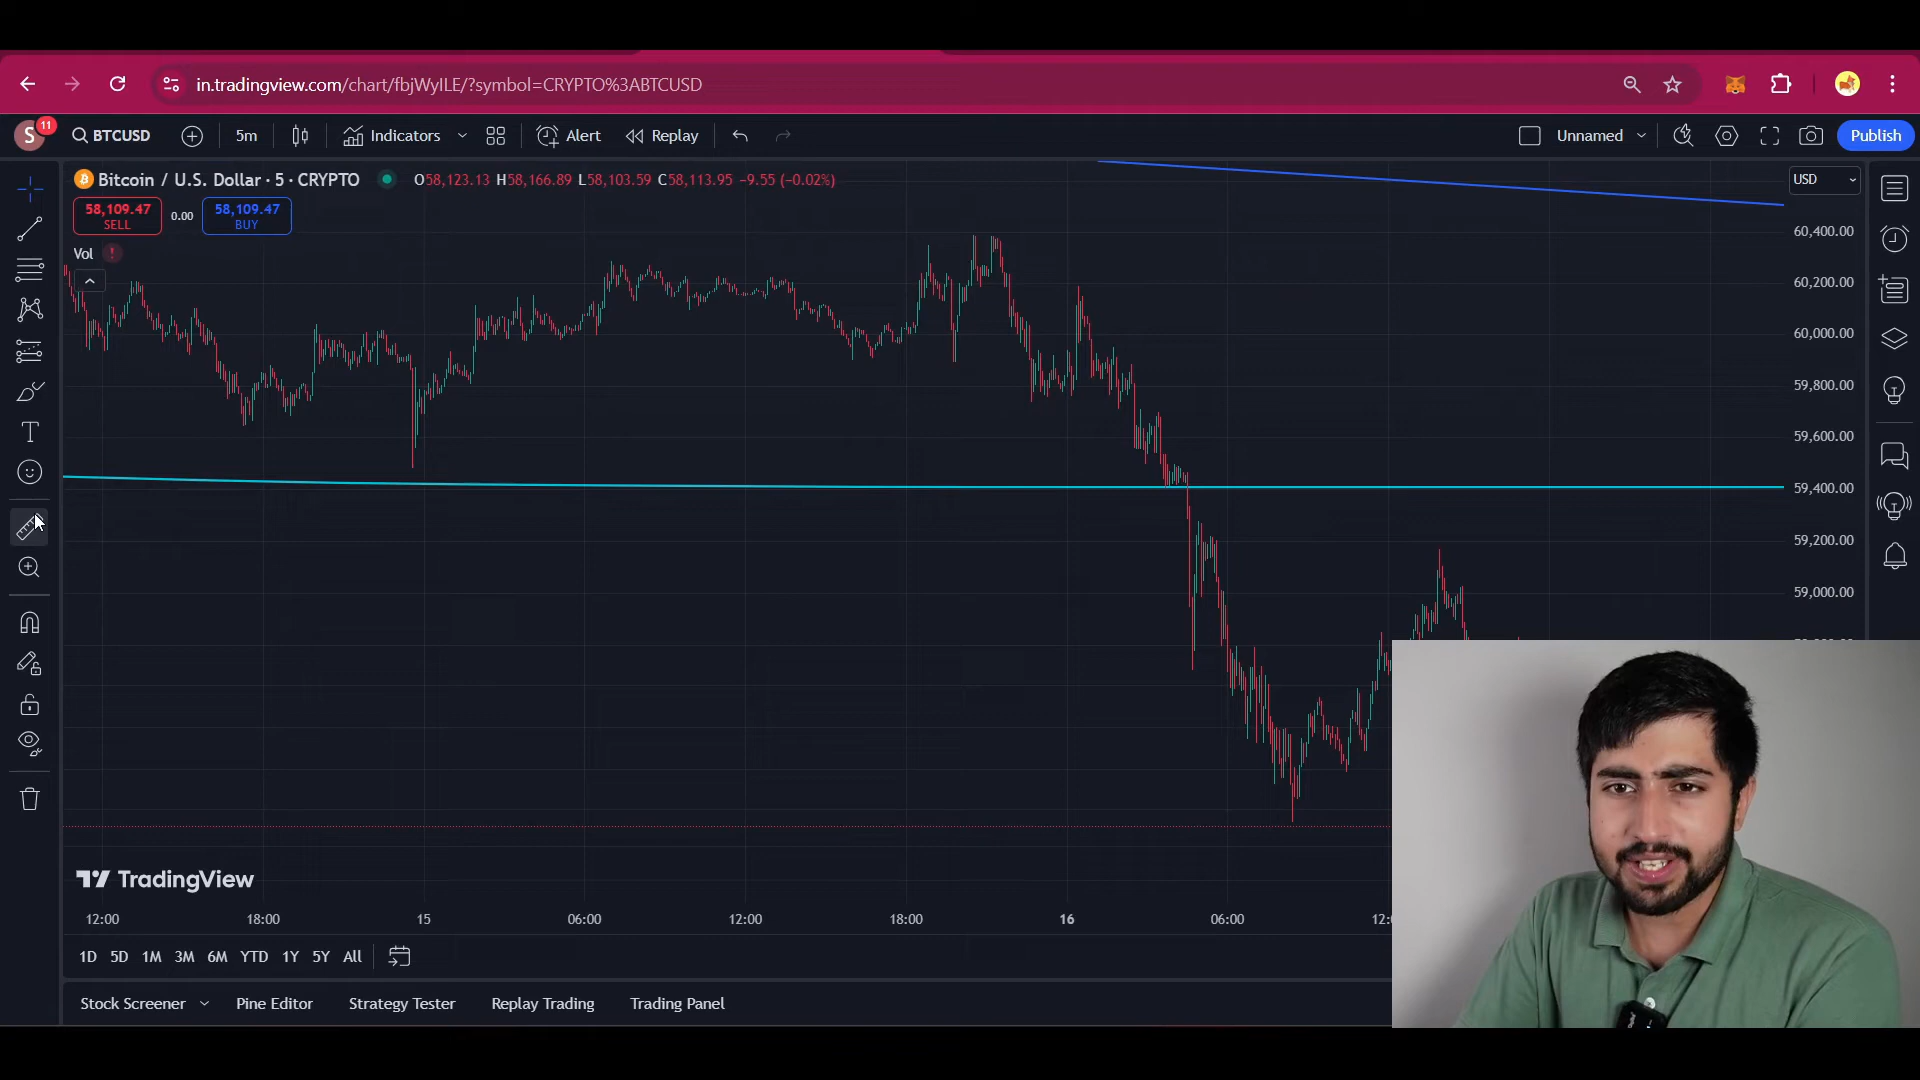 in.tradingview.com/chart/fbjWyILE/?symbol=CRYPTO%3ABTCUSD
S 11 BTCUSD 5m Indicators Alert Replay Unnamed Publish
Bitcoin / U.S. Dollar · 5 · CRYPTO O58,123.13 H58,166.89 L58,103.59 C58,113.95 −9.55 (−0.02%) USD
58,109.47 SELL 0.00 58,109.47 BUY
Vol
60,400.00
60,200.00
60,000.00
59,800.00
59,600.00
59,400.00
59,200.00
59,000.00
TradingView
12:00 18:00 15 06:00 12:00 18:00 16 06:00
1D 5D 1M 3M 6M YTD 1Y 5Y All
Stock Screener Pine Editor Strategy Tester Replay Trading Trading Panel